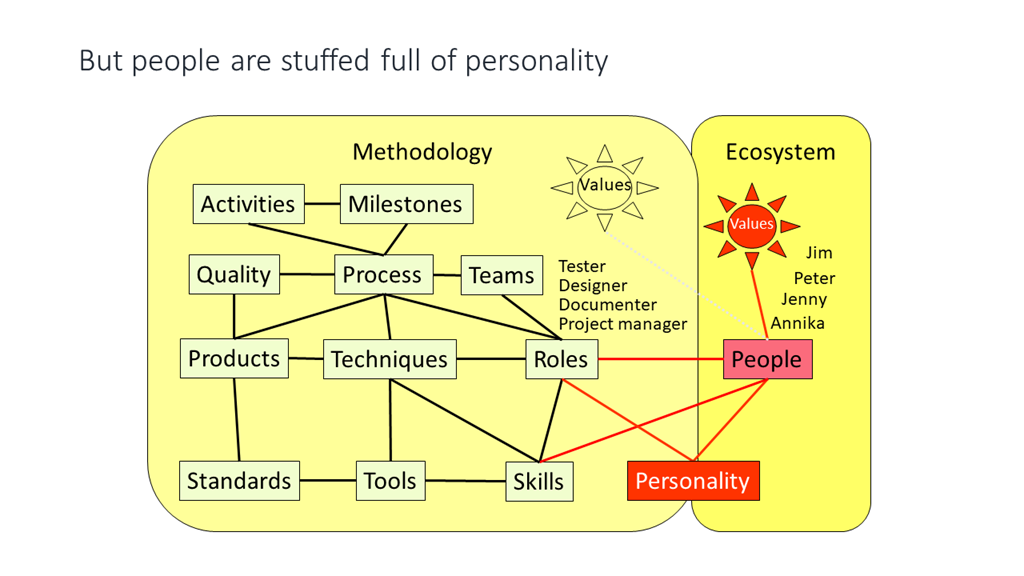 But people are stuffed full of personality
Methodology
Ecosystem
Values
Activities
Milestones
Values
Jim
Quality
Process
Teams
Tester
Peter
Designer
Jenny
Documenter
Annika
Project manager
Products
Techniques
Roles
People
Standards
Tools
Skills
Personality